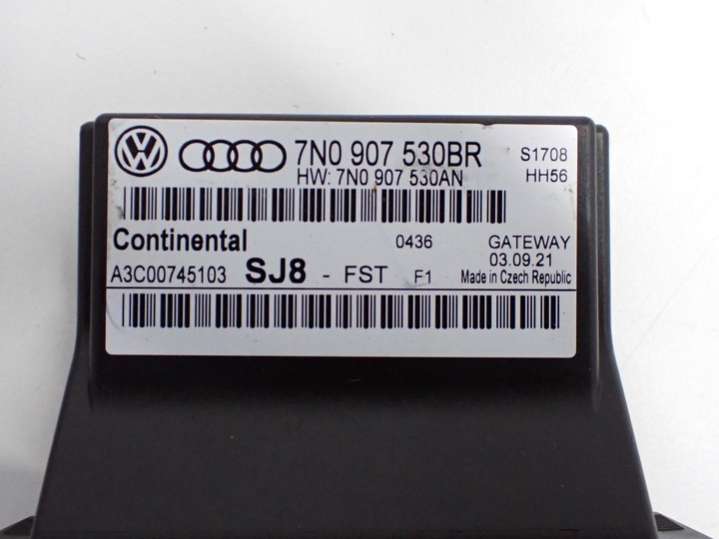 7N0 907 530BR S1708
HW: 7N0 907 530AN HH56
Continental 0436 GATEWAY
03.09.21
A3C00745103 SJ8 - FST F1 Made in Czech Republic